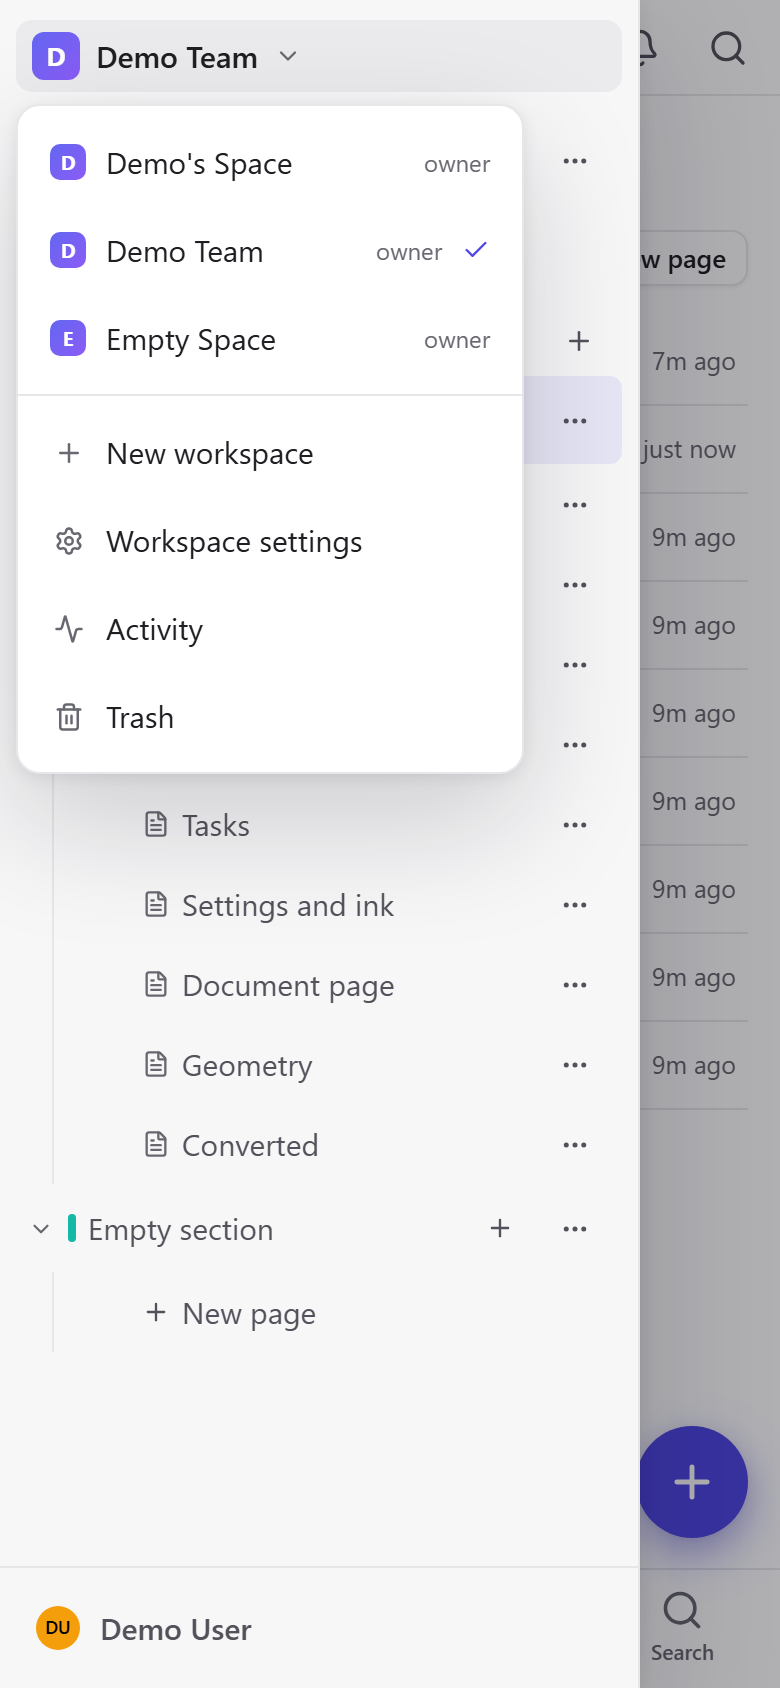 D Demo Team
D Demo's Space owner
D Demo Team owner
E Empty Space owner
New workspace
Workspace settings
Activity
Trash
Tasks
Settings and ink
Document page
Geometry
Converted
Empty section
New page
DU Demo User
w page
7m ago
just now
9m ago
9m ago
9m ago
9m ago
9m ago
9m ago
9m ago
Search